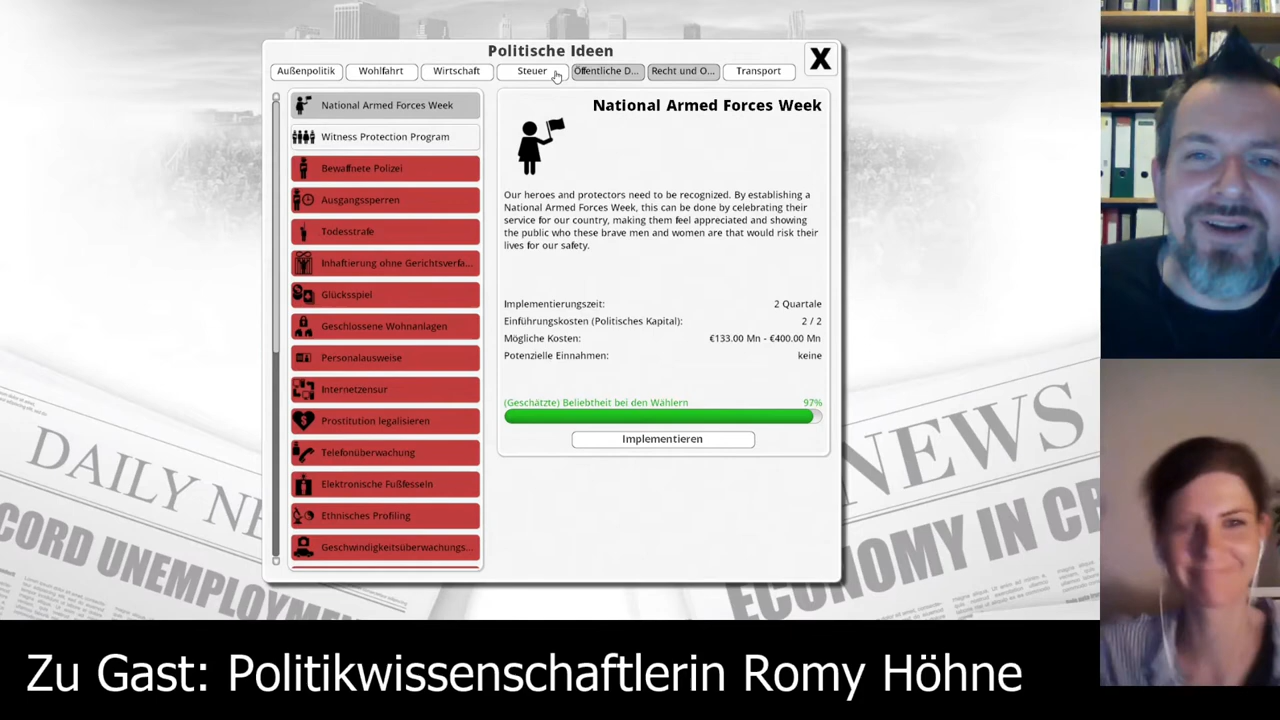 Politische Ideen
X
Außenpolitik
Wohlfahrt
Wirtschaft
Steuer
Öffentliche D...
Recht und O...
Transport
National Armed Forces Week
Witness Protection Program
Bewaffnete Polizei
Ausgangssperren
Todesstrafe
Inhaftierung ohne Gerichtsverfa...
Glücksspiel
Geschlossene Wohnanlagen
Personalausweise
Internetzensur
Prostitution legalisieren
Telefonüberwachung
Elektronische Fußfesseln
Ethnisches Profiling
Geschwindigkeitsüberwachungs...
National Armed Forces Week
Our heroes and protectors need to be recognized. By establishing a
National Armed Forces Week, this can be done by celebrating their
service for our country, making them feel appreciated and showing
the public who these brave men and women are that would risk their
lives for our safety.
Implementierungszeit: 2 Quartale
Einführungskosten (Politisches Kapital): 2 / 2
Mögliche Kosten: €133.00 Mn - €400.00 Mn
Potenzielle Einnahmen: keine
(Geschätzte) Beliebtheit bei den Wählern 97%
Implementieren
DAILY NE
CORD UNEMPLOYME
NEWS
ECONOMY IN CR
Zu Gast: Politikwissenschaftlerin Romy Höhne